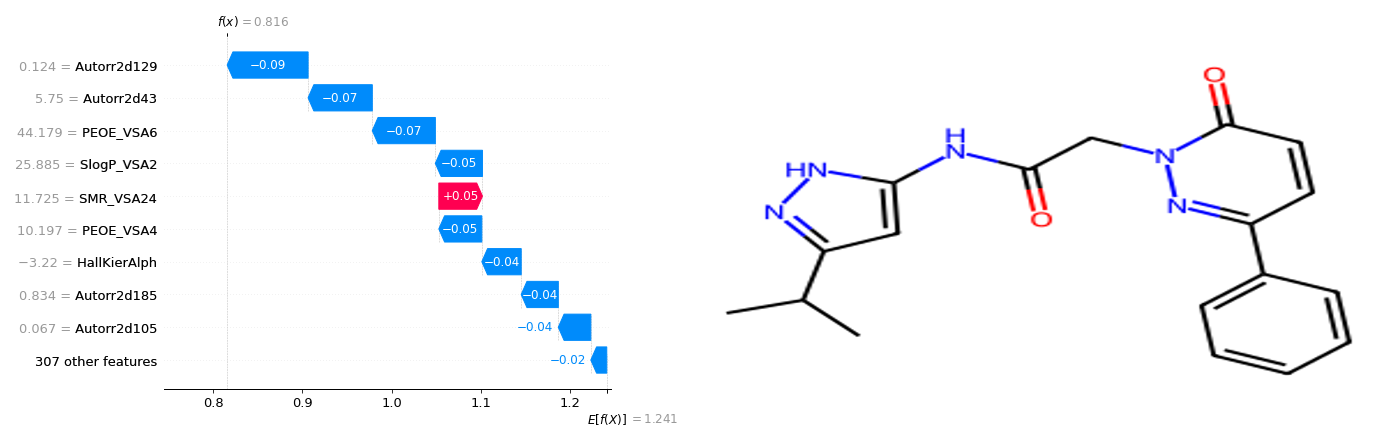 f(x) = 0.816
0.124 = Autorr2d129
−0.09
5.75 = Autorr2d43
−0.07
44.179 = PEOE_VSA6
−0.07
25.885 = SlogP_VSA2
−0.05
11.725 = SMR_VSA24
+0.05
10.197 = PEOE_VSA4
−0.05
−3.22 = HallKierAlph
−0.04
0.834 = Autorr2d185
−0.04
0.067 = Autorr2d105
−0.04
307 other features
−0.02
0.8 0.9 1.0 1.1 1.2
E[f(X)] = 1.241
O
H
N
HN
N
O
N
N